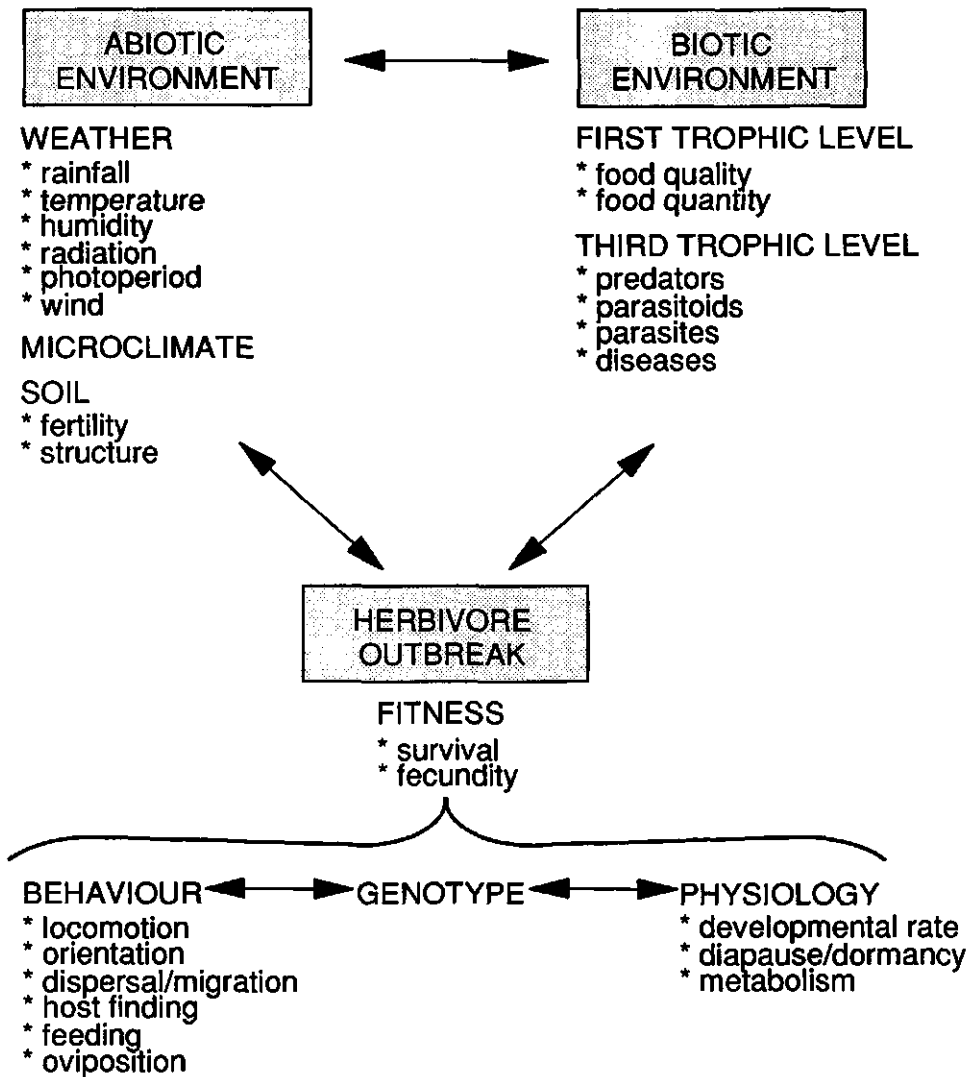 ABIOTIC
ENVIRONMENT
WEATHER
* rainfall
* temperature
* humidity
* radiation
* photoperiod
* wind
MICROCLIMATE
SOIL
* fertility
* structure
BIOTIC
ENVIRONMENT
FIRST TROPHIC LEVEL
* food quality
* food quantity
THIRD TROPHIC LEVEL
* predators
* parasitoids
* parasites
* diseases
HERBIVORE
OUTBREAK
FITNESS
* survival
* fecundity
BEHAVIOUR
* locomotion
* orientation
* dispersal/migration
* host finding
* feeding
* oviposition
GENOTYPE
PHYSIOLOGY
* developmental rate
* diapause/dormancy
* metabolism